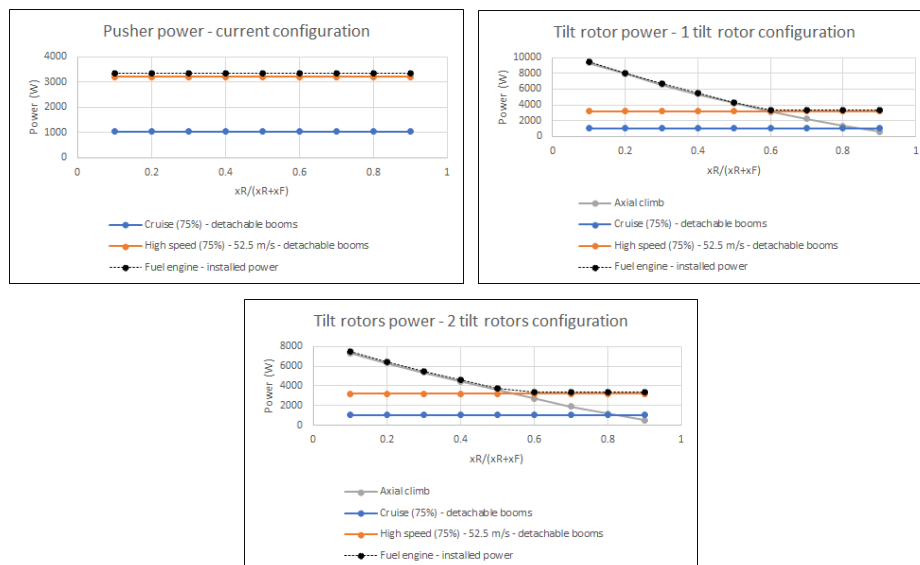 Pusher power - current configuration
4000
3000
2000
1000
0
Power (W)
0
0.2
0.4
0.6
0.8
1
xR/(xR+xF)
Cruise (75%) - detachable booms
High speed (75%) - 52.5 m/s - detachable booms
Fuel engine - installed power
Tilt rotor power - 1 tilt rotor configuration
10000
8000
6000
4000
2000
0
Power (W)
0
0.2
0.4
0.6
0.8
1
xR/(xR+xF)
Axial climb
Cruise (75%) - detachable booms
High speed (75%) - 52.5 m/s - detachable booms
Fuel engine - installed power
Tilt rotors power - 2 tilt rotors configuration
8000
6000
4000
2000
0
Power (W)
0
0.2
0.4
0.6
0.8
1
xR/(xR+xF)
Axial climb
Cruise (75%) - detachable booms
High speed (75%) - 52.5 m/s - detachable booms
Fuel engine - installed power